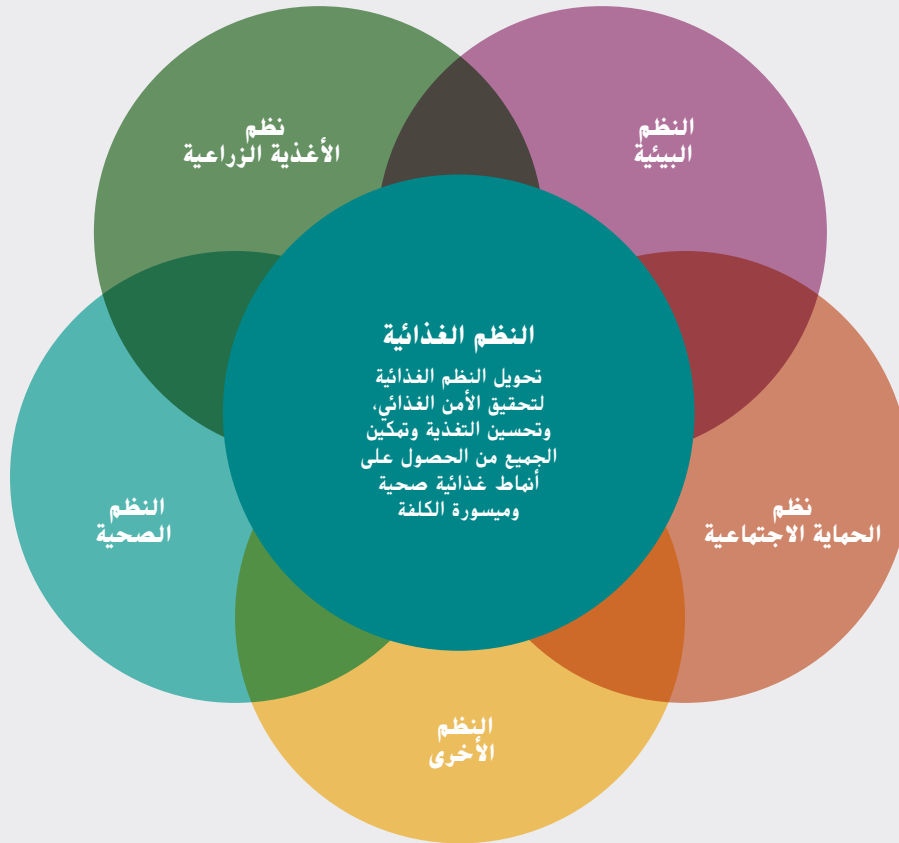 النظم
البيئية
نظم
الأغذية الزراعية
النظم الغذائية
تحويل النظم الغذائية
لتحقيق الأمن الغذائي،
وتحسين التغذية وتمكين
الجميع من الحصول على
أنماط غذائية صحية
وميسورة الكلفة
نظم
الحماية الاجتماعية
النظم
الصحية
النظم
الأخرى